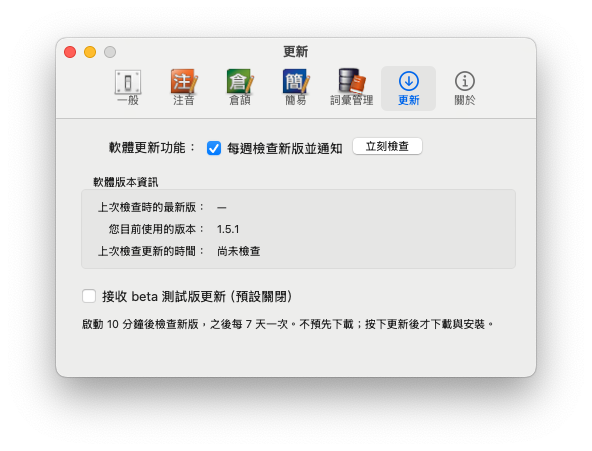 更新
注 倉 簡
一般 注音 倉頡 簡易 詞彙管理 更新 關於
軟體更新功能： 每週檢查新版並通知 立刻檢查
軟體版本資訊
上次檢查時的最新版： —
您目前使用的版本： 1.5.1
上次檢查更新的時間： 尚未檢查
接收 beta 測試版更新 (預設關閉)
啟動 10 分鐘後檢查新版，之後每 7 天一次。不預先下載；按下更新後才下載與安裝。